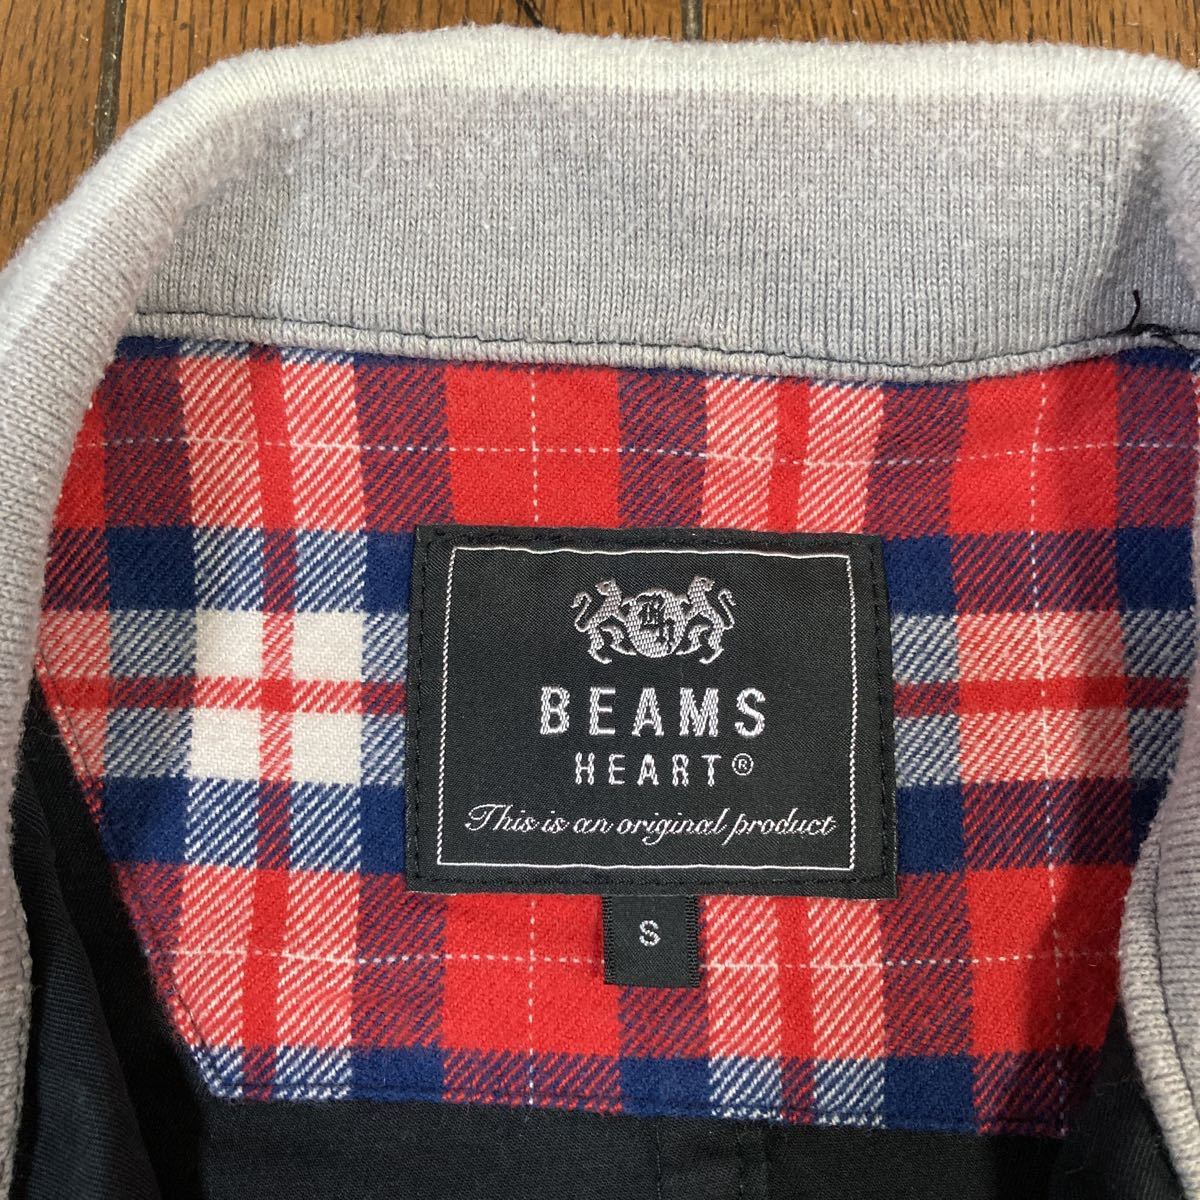 BEAMS
HEART®
This is an original product
S